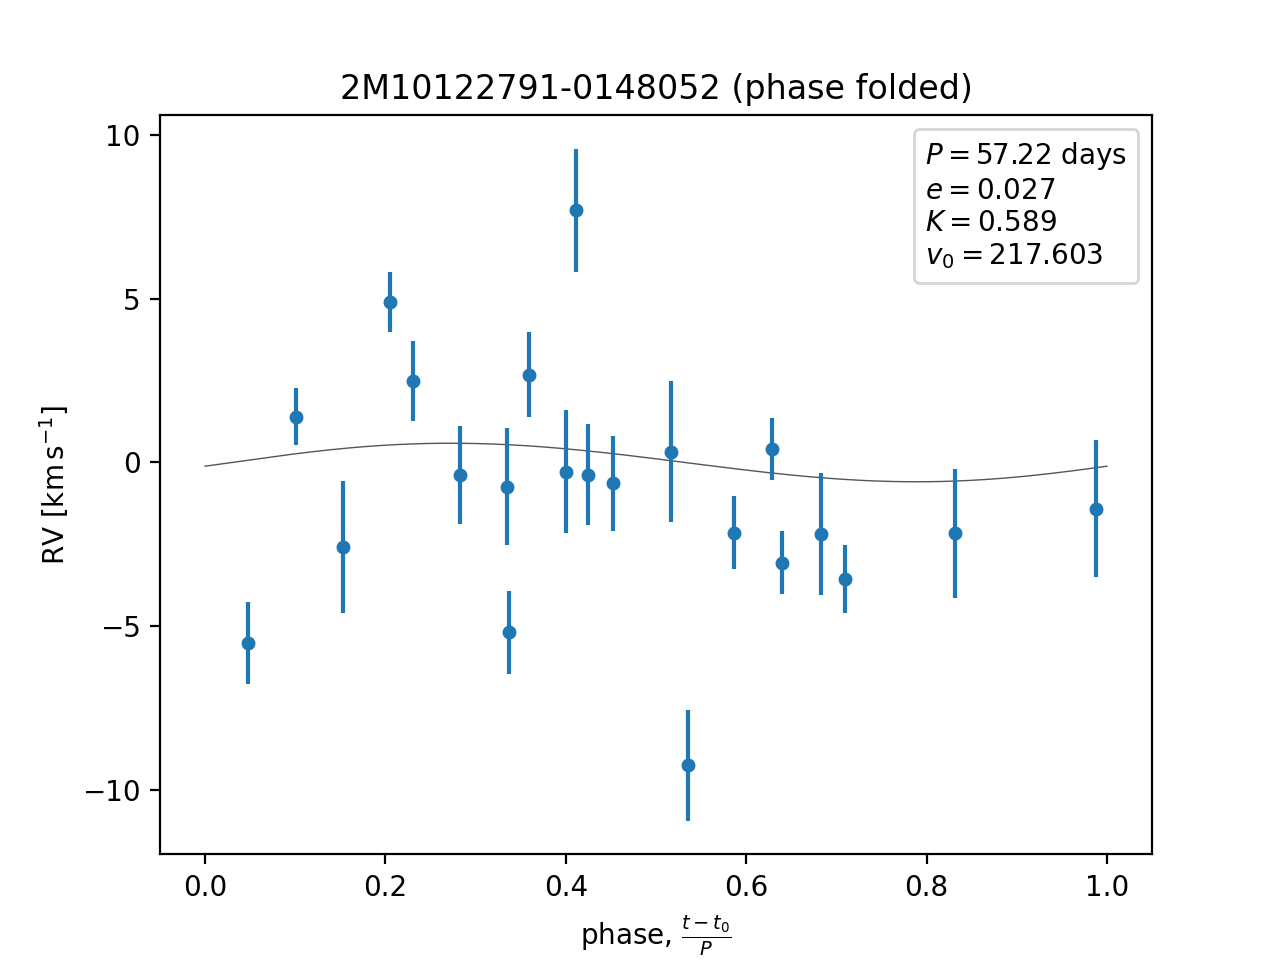 2M10122791-0148052 (phase folded)
P = 57.22 days
e = 0.027
K = 0.589
v₀ = 217.603
RV [km s⁻¹]
10
5
0
−5
−10
0.0 0.2 0.4 0.6 0.8 1.0
phase, (t − t₀)/P